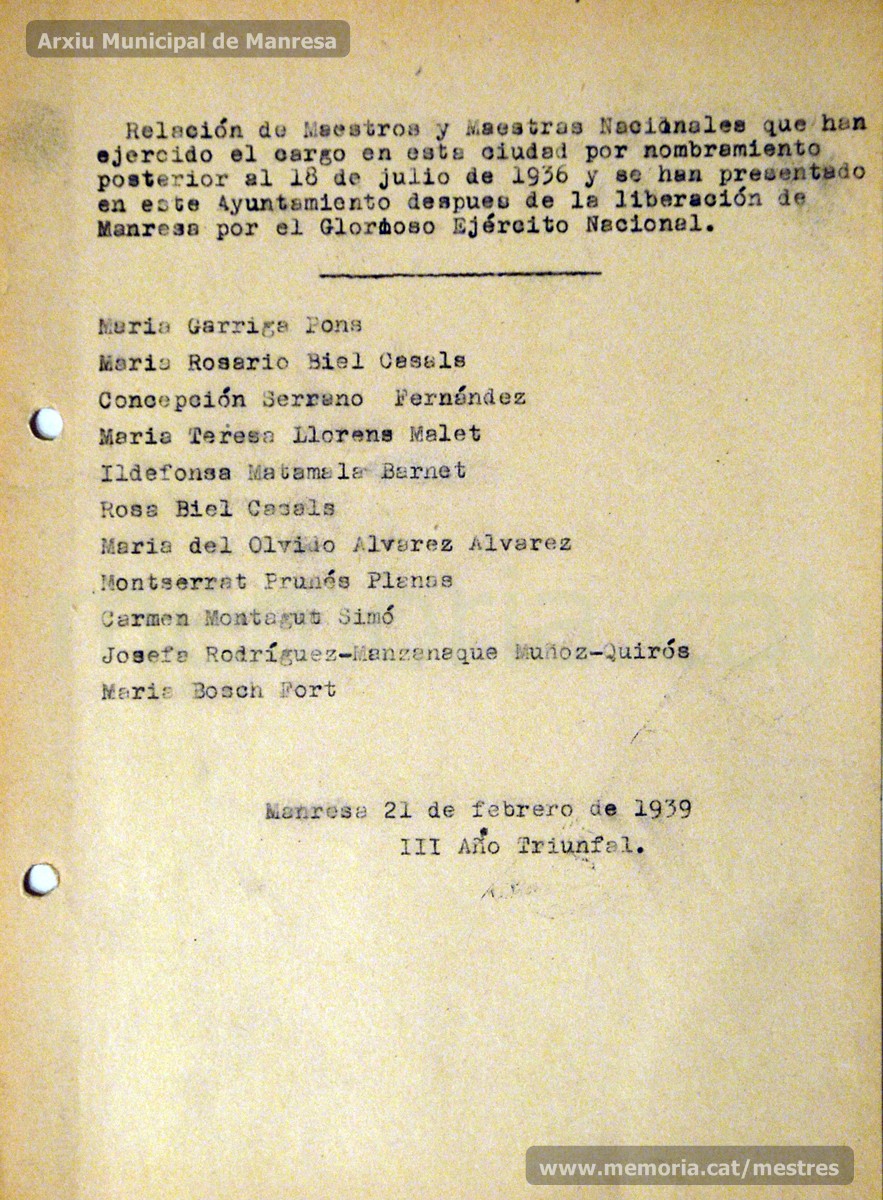 Arxiu Municipal de Manresa
Relación de Maestros y Maestras Naciónales que han
ejercido el cargo en esta ciudad por nombramiento
posterior al 18 de julio de 1936 y se han presentado
en este Ayuntamiento despues de la liberación de
Manresa por el Glorioso Ejército Nacional.
Maria Garriga Pons
Maria Rosario Biel Casals
Concepción Serrano Fernández
Maria Teresa Llorens Malet
Ildefonsa Matamala Barnet
Rosa Biel Casals
Maria del Olvido Alvarez Alvarez
Montserrat Prunés Planas
Carmen Montagut Simó
Josefa Rodríguez-Manzanaque Muñoz-Quirós
Maria Bosch Fort
Manresa 21 de febrero de 1939
III Año Triunfal.
www.memoria.cat/mestres